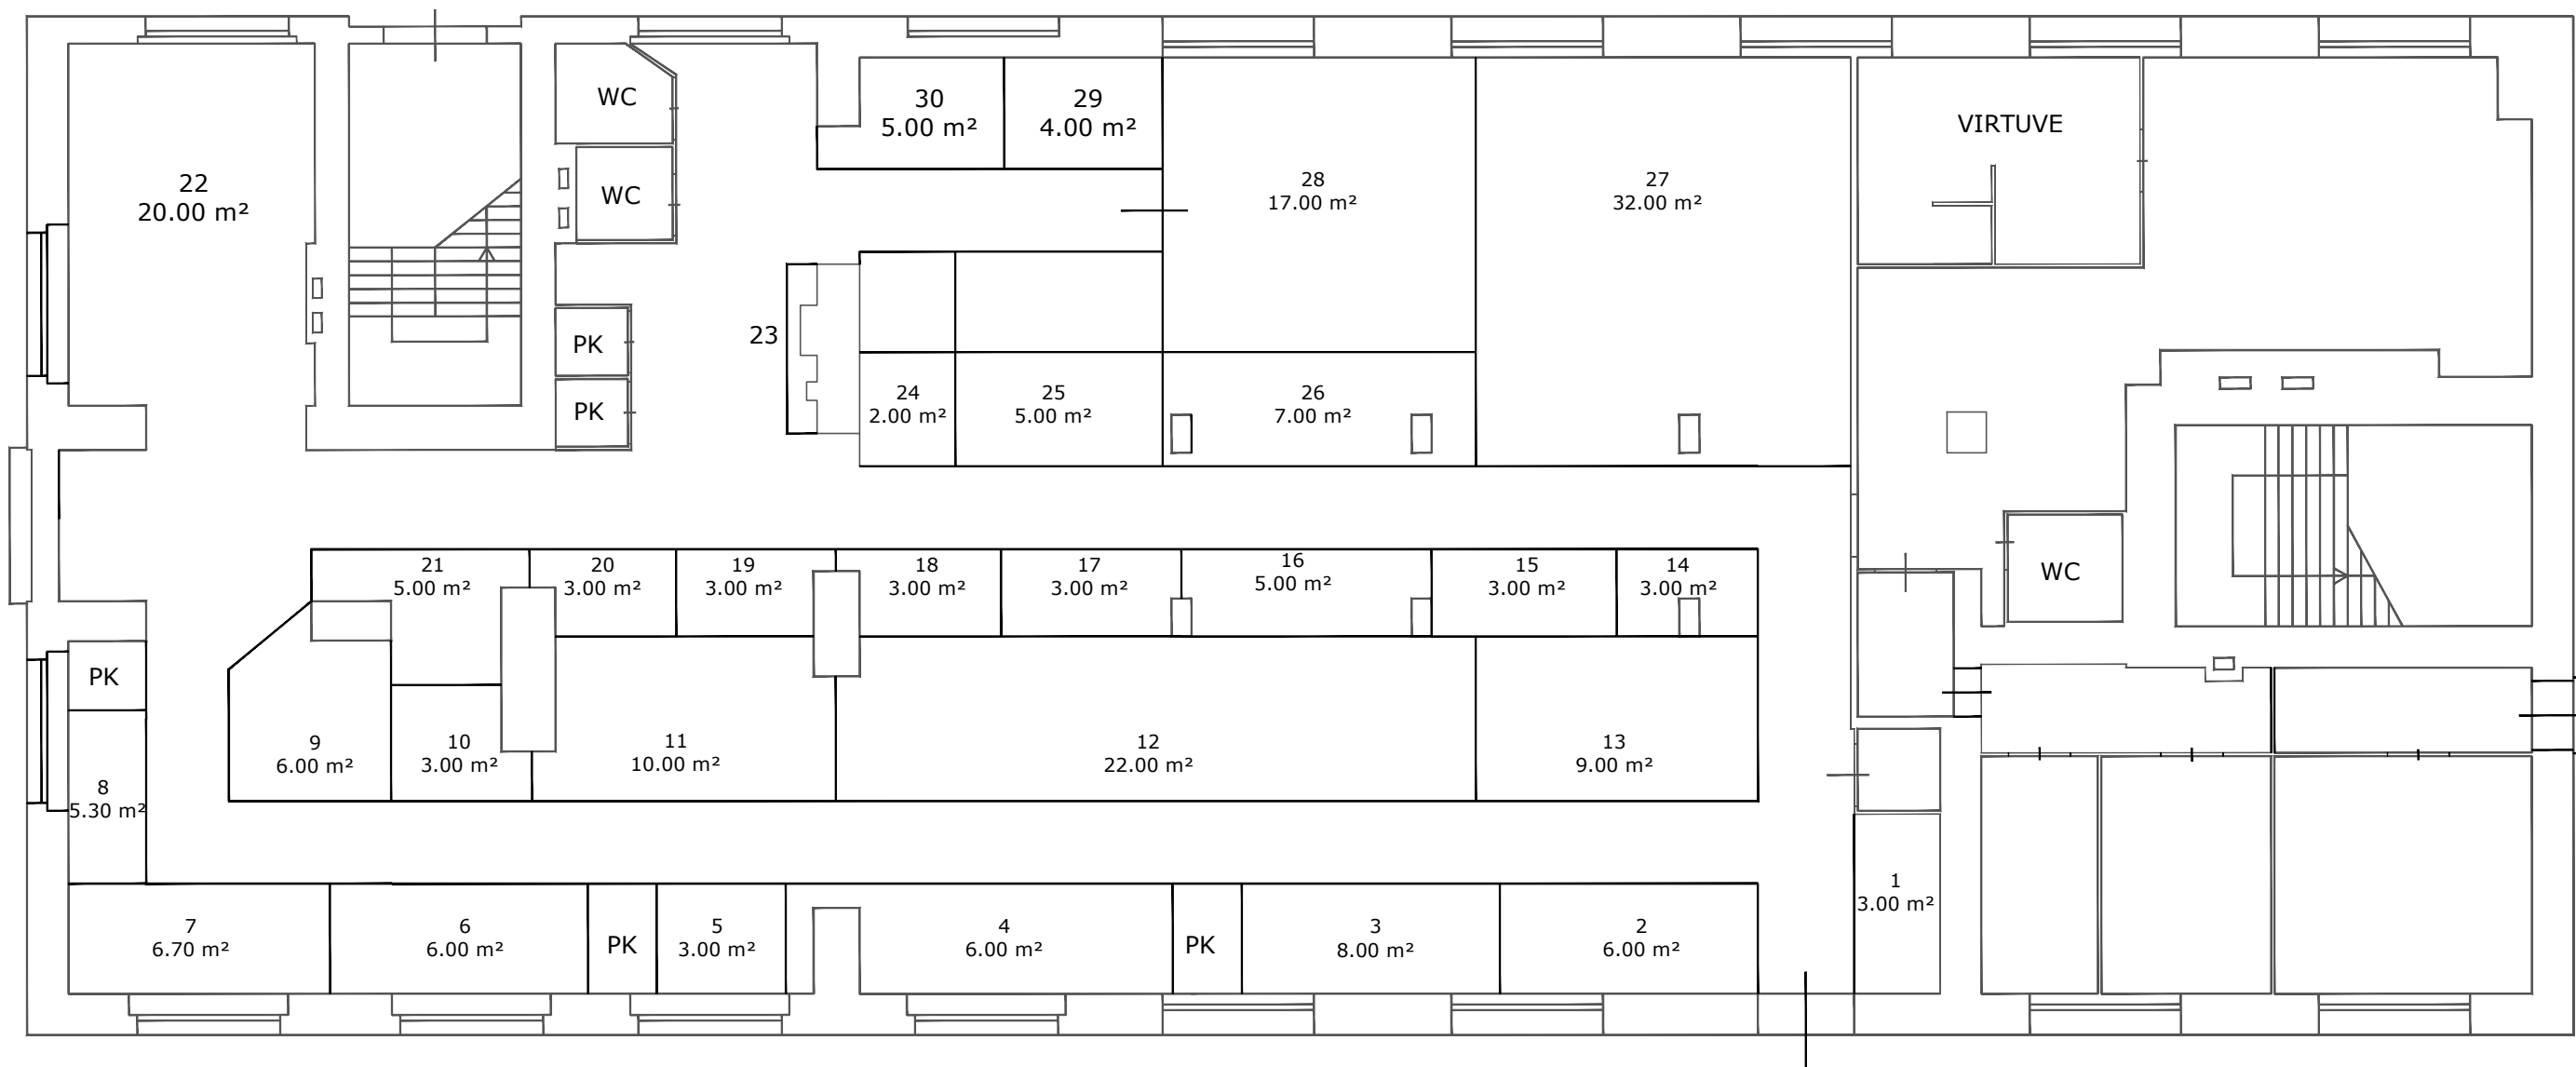 WC
30
5.00 m²
29
4.00 m²
VIRTUVE
22
20.00 m²
WC
28
17.00 m²
27
32.00 m²
23
PK
PK
24
2.00 m²
25
5.00 m²
26
7.00 m²
21
5.00 m²
20
3.00 m²
19
3.00 m²
18
3.00 m²
17
3.00 m²
16
5.00 m²
15
3.00 m²
14
3.00 m²
WC
PK
8
5.30 m²
9
6.00 m²
10
3.00 m²
11
10.00 m²
12
22.00 m²
13
9.00 m²
1
3.00 m²
7
6.70 m²
6
6.00 m²
PK
5
3.00 m²
4
6.00 m²
PK
3
8.00 m²
2
6.00 m²